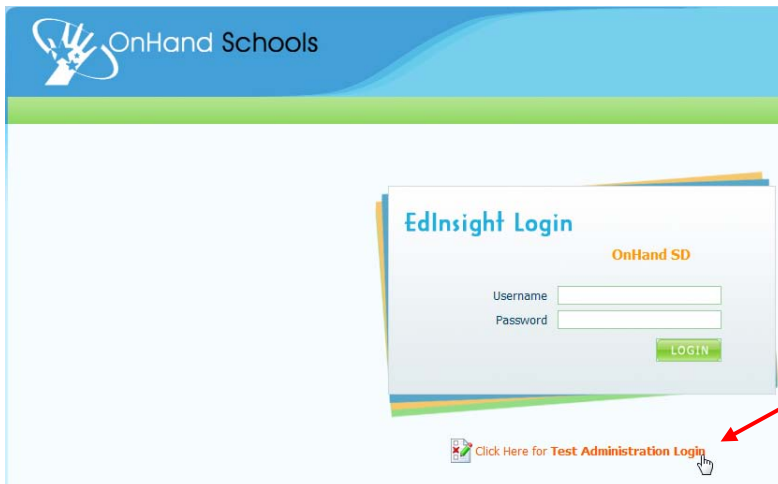 OnHand Schools
EdInsight Login
OnHand SD
Username
Password
LOGIN
Click Here for Test Administration Login